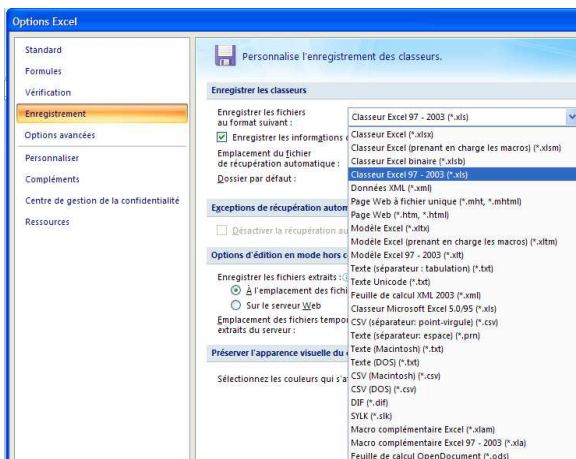 Options Excel
Standard
Formules
Vérification
Enregistrement
Options avancées
Personnaliser
Compléments
Centre de gestion de la confidentialité
Ressources
Personnalise l'enregistrement des classeurs.
Enregistrer les classeurs
Enregistrer les fichiers
au format suivant :
Classeur Excel 97 - 2003 (*.xls)
Enregistrer les informations
Emplacement du fichier
de récupération automatique :
Dossier par défaut :
Exceptions de récupération
Désactiver la récupération
Options d'édition en mode hors
Enregistrer les fichiers extraits :
À l'emplacement des
Sur le serveur Web
Emplacement des fichiers
extraits du serveur :
Préserver l'apparence visuelle du
Sélectionnez les couleurs qui
Classeur Excel (*.xlsx)
Classeur Excel (prenant en charge les macros) (*.xlsm)
Classeur Excel binaire (*.xlsb)
Classeur Excel 97 - 2003 (*.xls)
Données XML (*.xml)
Page Web à fichier unique (*.mht, *.mhtml)
Page Web (*.htm, *.html)
Modèle Excel (*.xltx)
Modèle Excel (prenant en charge les macros) (*.xltm)
Modèle Excel 97 - 2003 (*.xlt)
Texte (séparateur : tabulation) (*.txt)
Texte Unicode (*.txt)
Feuille de calcul XML 2003 (*.xml)
Classeur Microsoft Excel 5.0/95 (*.xls)
CSV (séparateur: point-virgule) (*.csv)
Texte (séparateur: espace) (*.prn)
Texte (Macintosh) (*.txt)
Texte (DOS) (*.txt)
CSV (Macintosh) (*.csv)
CSV (DOS) (*.csv)
DIF (*.dif)
SYLK (*.slk)
Macro complémentaire Excel (*.xlam)
Macro complémentaire Excel 97 - 2003 (*.xla)
Feuille de calcul OpenDocument (*.ods)